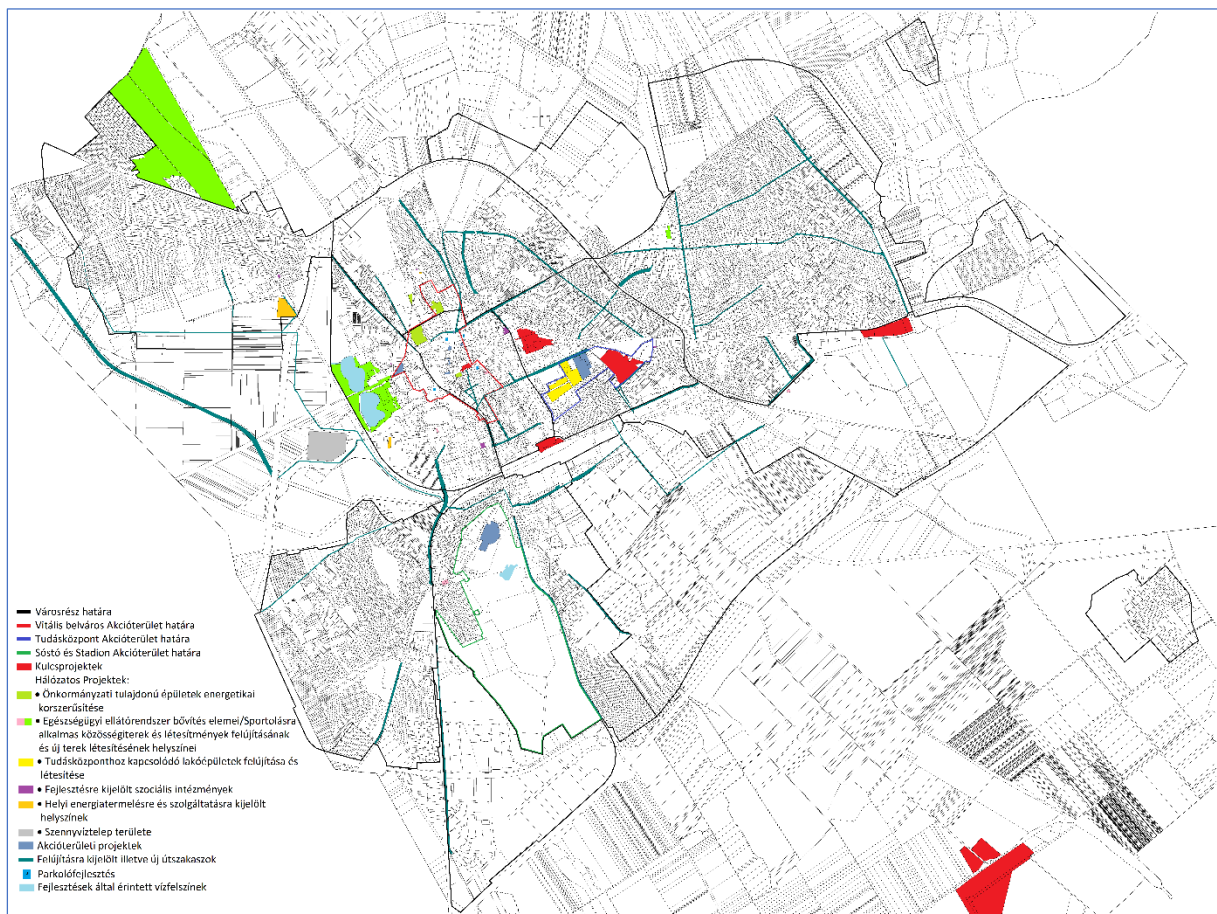 Városrész határa
Vitális belváros Akcióterület határa
Tudásközpont Akcióterület határa
Sóstó és Stadion Akcióterület határa
Kulcsprojektek
Hálózatos Projektek:
• Önkormányzati tulajdonú épületek energetikai
korszerűsítése
• Egészségügyi ellátórendszer bővítés elemei/Sportolásra
alkalmas közösségiterek és létesítmények felújításának
és új terek létesítésének helyszínei
• Tudásközponthoz kapcsolódó lakóépületek felújítása és
létesítése
• Fejlesztésre kijelölt szociális intézmények
• Helyi energiatermelésre és szolgáltatásra kijelölt
helyszínek
• Szennyvíztelep területe
Akcióterületi projektek
Felújításra kijelölt illetve új útszakaszok
Parkolófejlesztés
Fejlesztések által érintett vízfelszínek